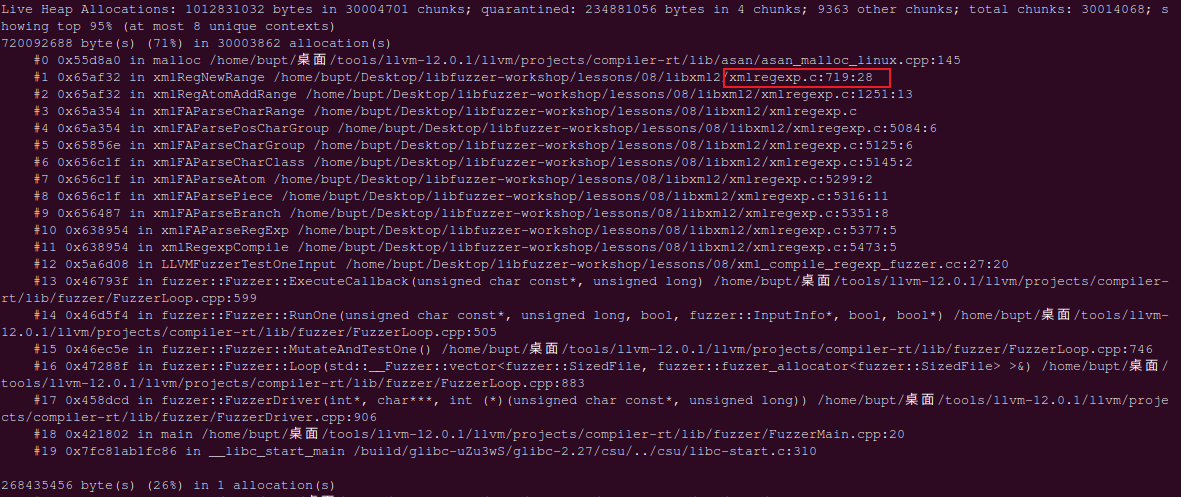 Live Heap Allocations: 1012831032 bytes in 30004701 chunks; quarantined: 234881056 bytes in 4 chunks; 9363 other chunks; total chunks: 30014068; s
howing top 95% (at most 8 unique contexts)
720092688 byte(s) (71%) in 30003862 allocation(s)
#0 0x55d8a0 in malloc /home/bupt/桌面/tools/llvm-12.0.1/llvm/projects/compiler-rt/lib/asan/asan_malloc_linux.cpp:145
#1 0x65af32 in xmlRegNewRange /home/bupt/Desktop/libfuzzer-workshop/lessons/08/libxml2/xmlregexp.c:719:28
#2 0x65af32 in xmlRegAtomAddRange /home/bupt/Desktop/libfuzzer-workshop/lessons/08/libxml2/xmlregexp.c:1251:13
#3 0x65a354 in xmlFAParseCharRange /home/bupt/Desktop/libfuzzer-workshop/lessons/08/libxml2/xmlregexp.c
#4 0x65a354 in xmlFAParsePosCharGroup /home/bupt/Desktop/libfuzzer-workshop/lessons/08/libxml2/xmlregexp.c:5084:6
#5 0x65856e in xmlFAParseCharGroup /home/bupt/Desktop/libfuzzer-workshop/lessons/08/libxml2/xmlregexp.c:5125:6
#6 0x656c1f in xmlFAParseCharClass /home/bupt/Desktop/libfuzzer-workshop/lessons/08/libxml2/xmlregexp.c:5145:2
#7 0x656c1f in xmlFAParseAtom /home/bupt/Desktop/libfuzzer-workshop/lessons/08/libxml2/xmlregexp.c:5299:2
#8 0x656c1f in xmlFAParsePiece /home/bupt/Desktop/libfuzzer-workshop/lessons/08/libxml2/xmlregexp.c:5316:11
#9 0x656487 in xmlFAParseBranch /home/bupt/Desktop/libfuzzer-workshop/lessons/08/libxml2/xmlregexp.c:5351:8
#10 0x638954 in xmlFAParseRegExp /home/bupt/Desktop/libfuzzer-workshop/lessons/08/libxml2/xmlregexp.c:5377:5
#11 0x638954 in xmlRegexpCompile /home/bupt/Desktop/libfuzzer-workshop/lessons/08/libxml2/xmlregexp.c:5473:5
#12 0x5a6d08 in LLVMFuzzerTestOneInput /home/bupt/Desktop/libfuzzer-workshop/lessons/08/xml_compile_regexp_fuzzer.cc:27:20
#13 0x46793f in fuzzer::Fuzzer::ExecuteCallback(unsigned char const*, unsigned long) /home/bupt/桌面/tools/llvm-12.0.1/llvm/projects/compiler-
rt/lib/fuzzer/FuzzerLoop.cpp:599
#14 0x46d5f4 in fuzzer::Fuzzer::RunOne(unsigned char const*, unsigned long, bool, fuzzer::InputInfo*, bool, bool*) /home/bupt/桌面/tools/llvm-
12.0.1/llvm/projects/compiler-rt/lib/fuzzer/FuzzerLoop.cpp:505
#15 0x46ec5e in fuzzer::Fuzzer::MutateAndTestOne() /home/bupt/桌面/tools/llvm-12.0.1/llvm/projects/compiler-rt/lib/fuzzer/FuzzerLoop.cpp:746
#16 0x47288f in fuzzer::Fuzzer::Loop(std::__Fuzzer::vector<fuzzer::SizedFile, fuzzer::fuzzer_allocator<fuzzer::SizedFile> >&) /home/bupt/桌面/
tools/llvm-12.0.1/llvm/projects/compiler-rt/lib/fuzzer/FuzzerLoop.cpp:883
#17 0x458dcd in fuzzer::FuzzerDriver(int*, char***, int (*)(unsigned char const*, unsigned long)) /home/bupt/桌面/tools/llvm-12.0.1/llvm/proje
cts/compiler-rt/lib/fuzzer/FuzzerDriver.cpp:906
#18 0x421802 in main /home/bupt/桌面/tools/llvm-12.0.1/llvm/projects/compiler-rt/lib/fuzzer/FuzzerMain.cpp:20
#19 0x7fc81ab1fc86 in __libc_start_main /build/glibc-uZu3wS/glibc-2.27/csu/../csu/libc-start.c:310
268435456 byte(s) (26%) in 1 allocation(s)